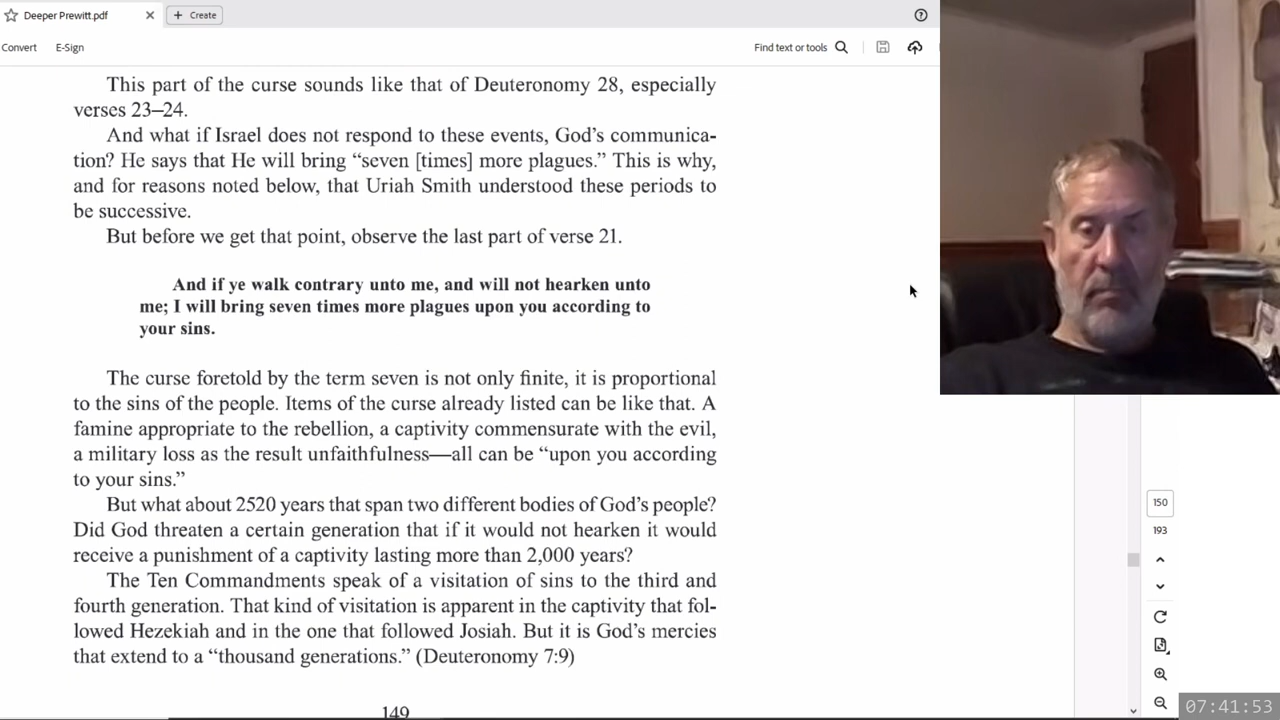 Deeper Prewitt.pdf
Create
Convert
E-Sign
Find text or tools
This part of the curse sounds like that of Deuteronomy 28, especially
verses 23–24.
And what if Israel does not respond to these events, God’s communica-
tion? He says that He will bring “seven [times] more plagues.” This is why,
and for reasons noted below, that Uriah Smith understood these periods to
be successive.
But before we get that point, observe the last part of verse 21.
And if ye walk contrary unto me, and will not hearken unto
me; I will bring seven times more plagues upon you according to
your sins.
The curse foretold by the term seven is not only finite, it is proportional
to the sins of the people. Items of the curse already listed can be like that. A
famine appropriate to the rebellion, a captivity commensurate with the evil,
a military loss as the result unfaithfulness—all can be “upon you according
to your sins.”
But what about 2520 years that span two different bodies of God’s people?
Did God threaten a certain generation that if it would not hearken it would
receive a punishment of a captivity lasting more than 2,000 years?
The Ten Commandments speak of a visitation of sins to the third and
fourth generation. That kind of visitation is apparent in the captivity that fol-
lowed Hezekiah and in the one that followed Josiah. But it is God’s mercies
that extend to a “thousand generations.” (Deuteronomy 7:9)
149
150
193
07:41:53